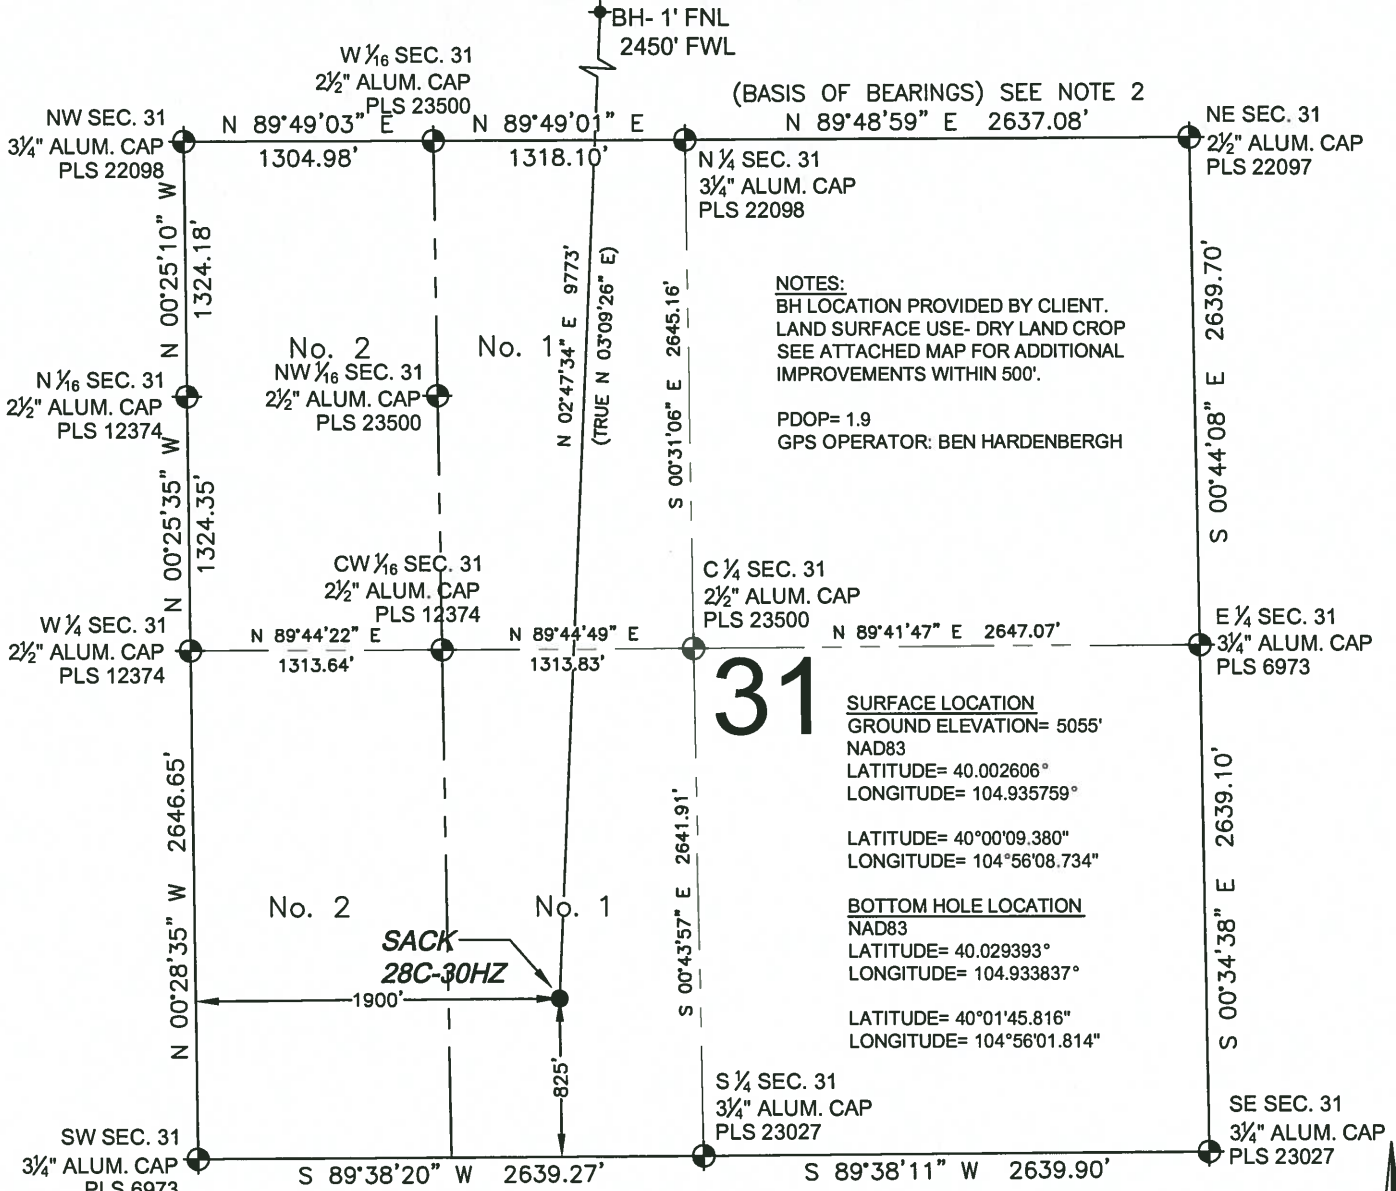 BH- 1' FNL
2450' FWL
W 1/16 SEC. 31
2½" ALUM. CAP
PLS 23500
(BASIS OF BEARINGS) SEE NOTE 2
NW SEC. 31
3¼" ALUM. CAP
PLS 22098
N 89°49'03" E
1304.98'
N 89°49'01" E
1318.10'
N 89°48'59" E 2637.08'
NE SEC. 31
2½" ALUM. CAP
PLS 22097
N ¼ SEC. 31
3¼" ALUM. CAP
PLS 22098
N 00°25'10" W
1324.18'
N 02°47'34" E 9773'
(TRUE N 03°09'26" E)
S 00°31'06" E 2645.16'
S 00°44'08" E 2639.70'
NOTES:
BH LOCATION PROVIDED BY CLIENT.
LAND SURFACE USE- DRY LAND CROP
SEE ATTACHED MAP FOR ADDITIONAL
IMPROVEMENTS WITHIN 500'.
PDOP= 1.9
GPS OPERATOR: BEN HARDENBERGH
No. 2
No. 1
N 1/16 SEC. 31
2½" ALUM. CAP
PLS 12374
NW 1/16 SEC. 31
2½" ALUM. CAP
PLS 23500
N 00°25'35" W
1324.35'
CW 1/16 SEC. 31
2½" ALUM. CAP
PLS 12374
C ¼ SEC. 31
2½" ALUM. CAP
PLS 23500
W ¼ SEC. 31
2½" ALUM. CAP
PLS 12374
N 89°44'22" E
1313.64'
N 89°44'49" E
1313.83'
N 89°41'47" E 2647.07'
E ¼ SEC. 31
3¼" ALUM. CAP
PLS 6973
31
SURFACE LOCATION
GROUND ELEVATION= 5055'
NAD83
LATITUDE= 40.002606°
LONGITUDE= 104.935759°
LATITUDE= 40°00'09.380"
LONGITUDE= 104°56'08.734"
BOTTOM HOLE LOCATION
NAD83
LATITUDE= 40.029393°
LONGITUDE= 104.933837°
LATITUDE= 40°01'45.816"
LONGITUDE= 104°56'01.814"
N 00°28'35" W 2646.65'
S 00°43'57" E 2641.91'
S 00°34'38" E 2639.10'
No. 2
No. 1
SACK
28C-30HZ
1900'
825'
S ¼ SEC. 31
3¼" ALUM. CAP
PLS 23027
SW SEC. 31
3¼" ALUM. CAP
PLS 6973
SE SEC. 31
3¼" ALUM. CAP
PLS 23027
S 89°38'20" W 2639.27'
S 89°38'11" W 2639.90'